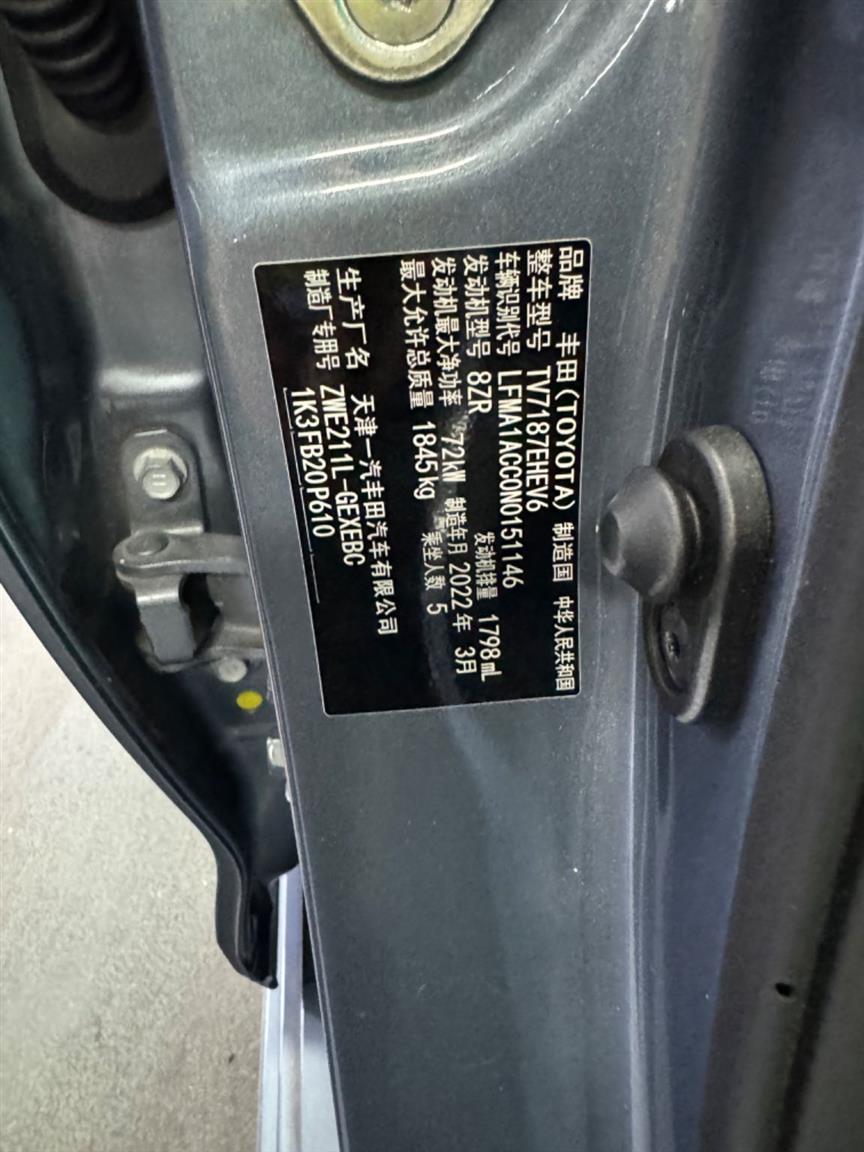 品牌 丰田(TOYOTA) 制造国 中华人民共和国
整车型号 TV7187EHEV6
车辆识别代号 LFMA1ACC0N0151146
发动机型号 8ZR 发动机排量 1798mL
发动机最大净功率 72kW 制造年月 2022年 3月
最大允许总质量 1845kg 乘坐人数 5
生产厂名 天津一汽丰田汽车有限公司
制造厂专用号 ZWE211L-GEXEBC
1K3FB20P610